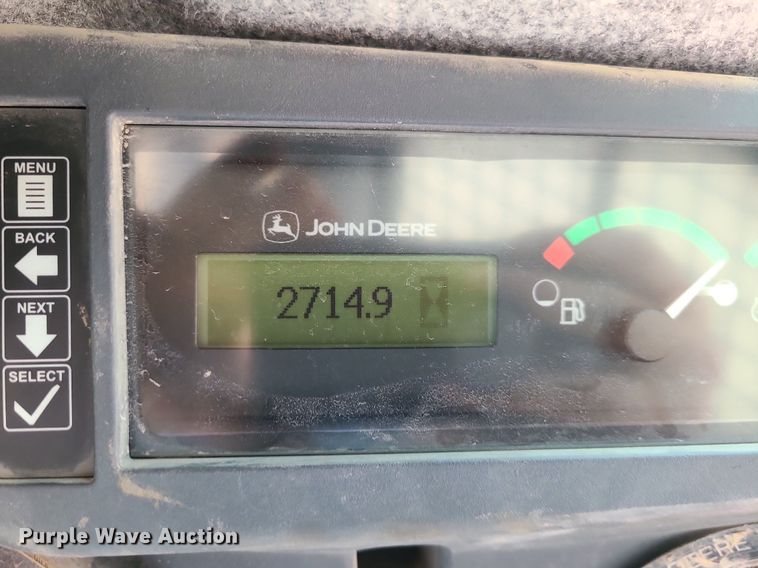 MENU
BACK
NEXT
SELECT
JOHN DEERE
2714.9
Purple Wave Auction